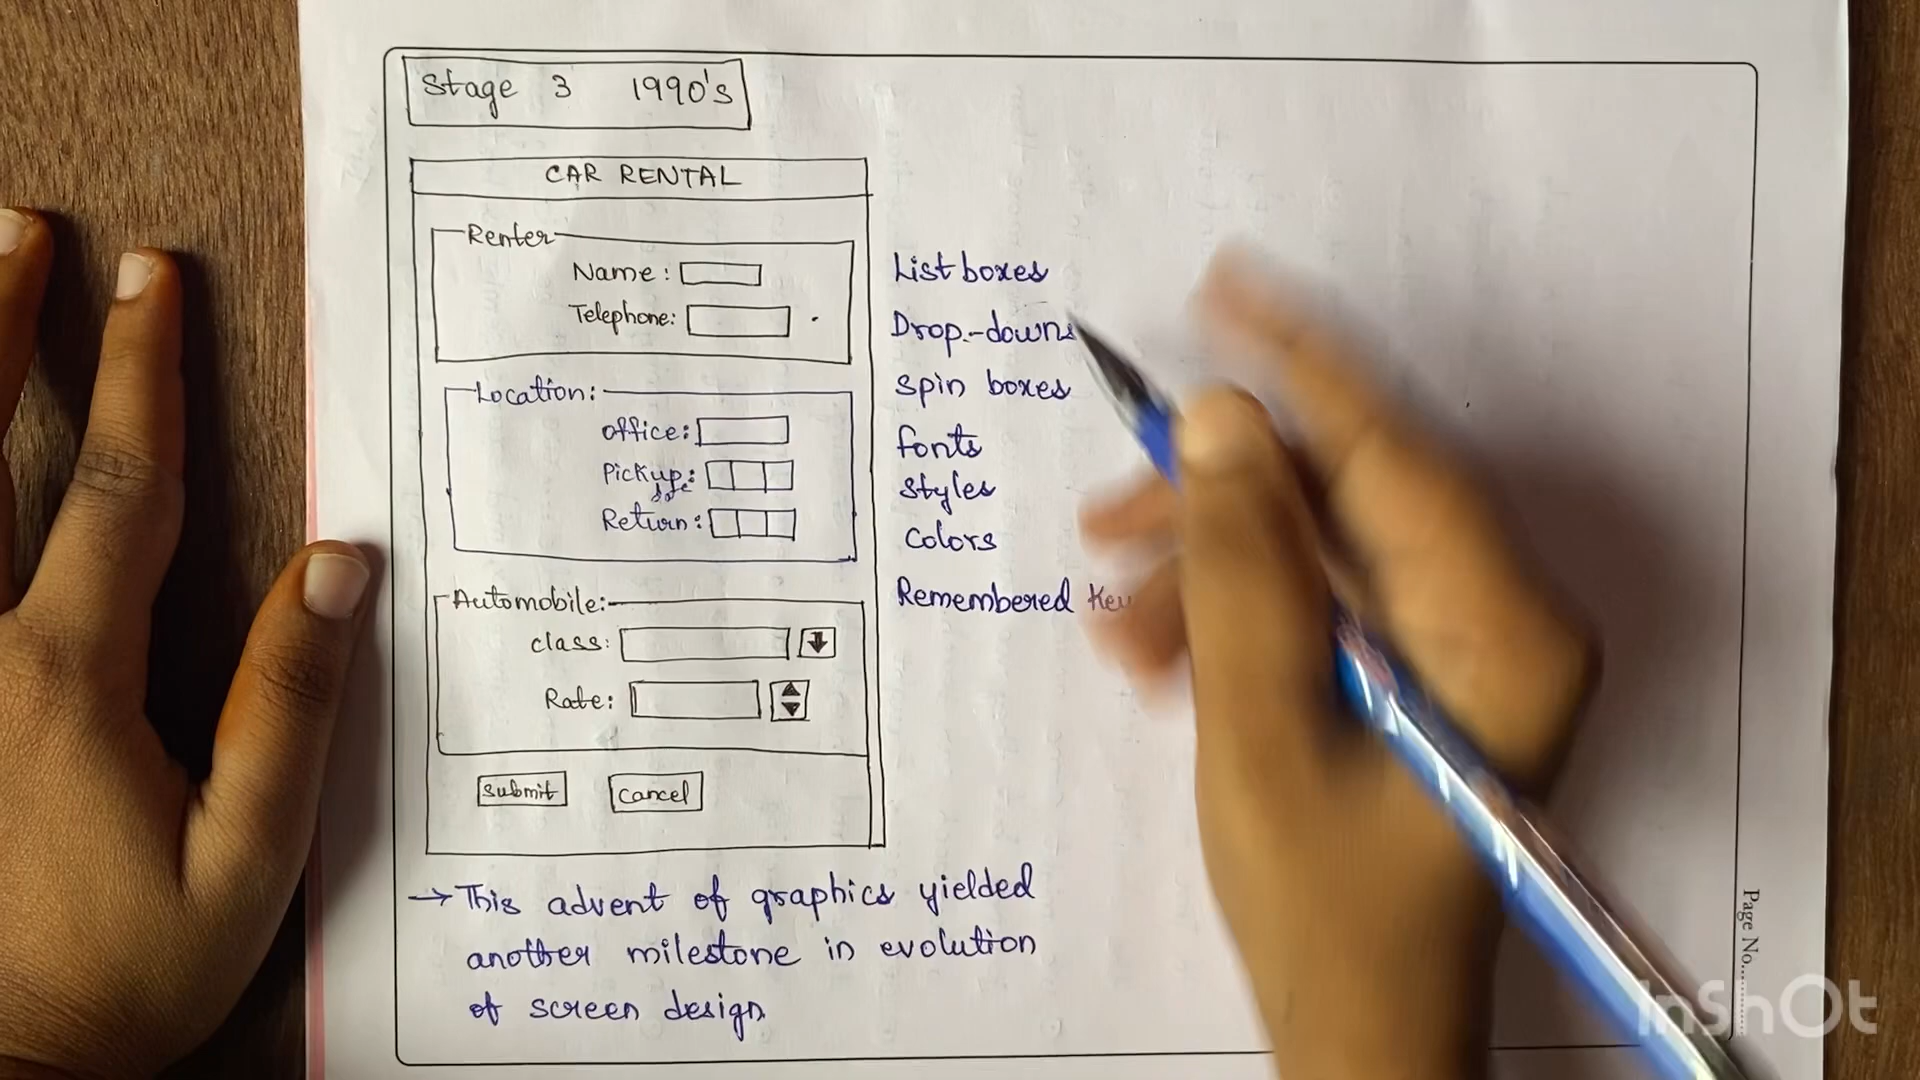 Stage 3 1990's
CAR RENTAL
Renter
Name:
Telephone:
Location:
office:
Pickup:
Return:
Automobile:
class:
Rate:
submit cancel
List boxes
Drop-downs
spin boxes
fonts
styles
colors
Remembered
→ This advent of graphics yielded
another milestone in evolution
of screen design
Page No..........
InShOt